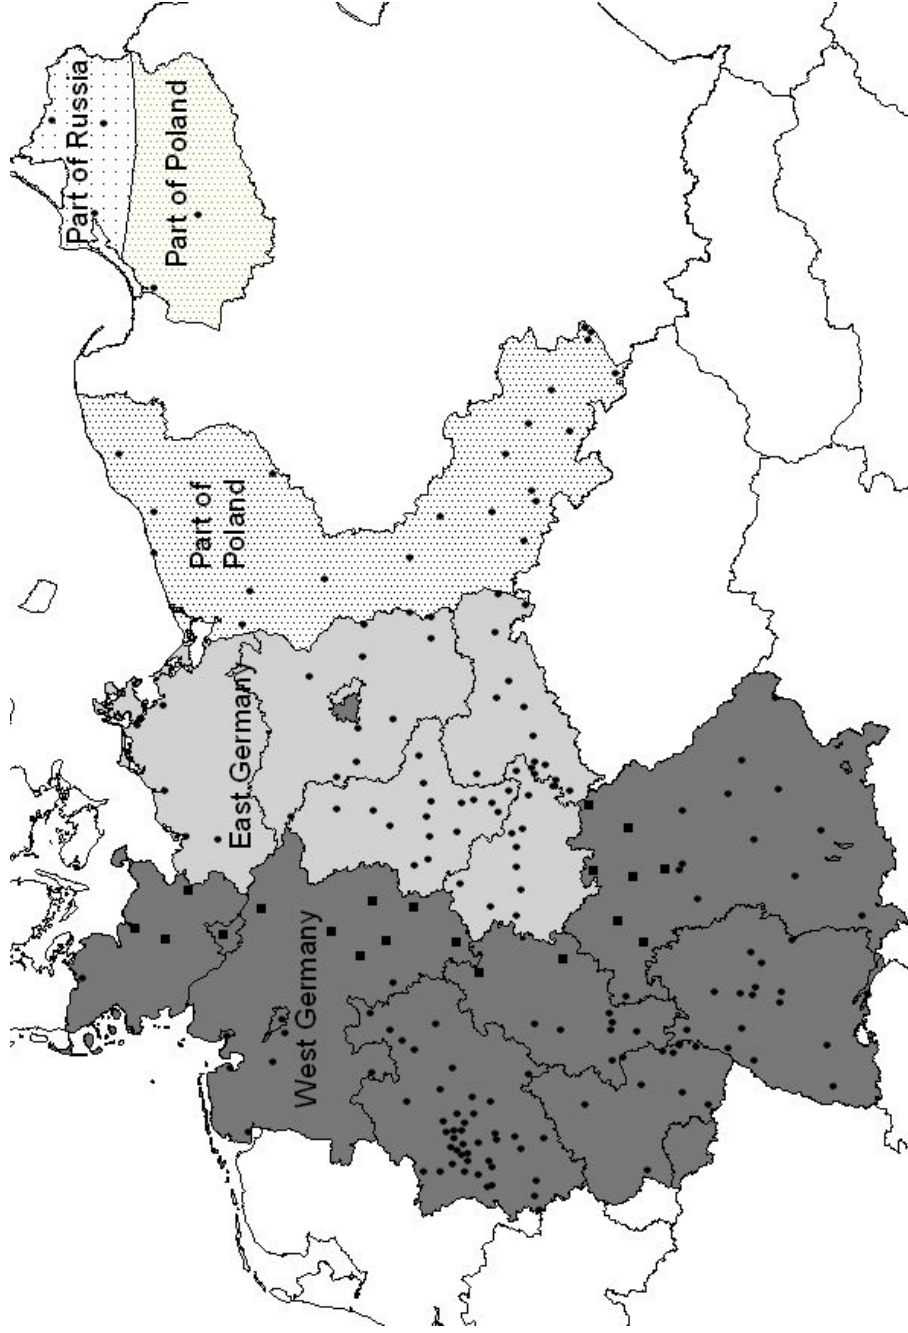 Part of Russia
Part of Poland
Part of
Poland
East Germany
West Germany